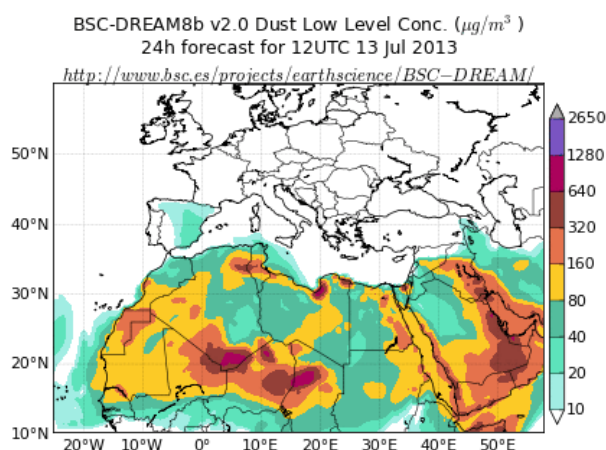 BSC-DREAM8b v2.0 Dust Low Level Conc. (μg/m³ )
24h forecast for 12UTC 13 Jul 2013
http://www.bsc.es/projects/earthscience/BSC−DREAM/
2650
1280
50°N
640
40°N
320
160
30°N
80
40
20°N
20
10
10°N
20°W 10°W 0° 10°E 20°E 30°E 40°E 50°E